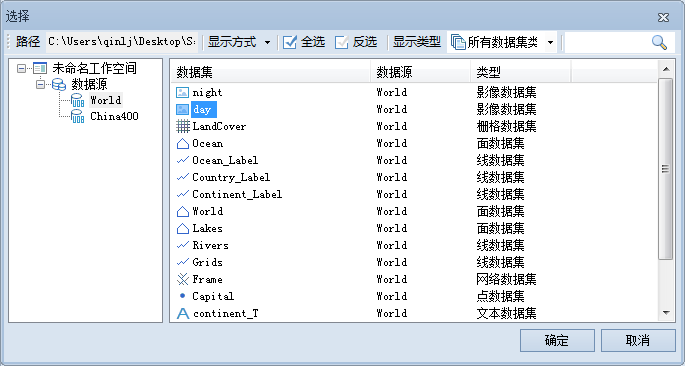 选择
路径 C:\Users\qinlj\Desktop\S 显示方式 全选 反选 显示类型 所有数据集类
未命名工作空间
数据源
World
China400
数据集 数据源 类型
night World 影像数据集
day World 影像数据集
LandCover World 栅格数据集
Ocean World 面数据集
Ocean_Label World 线数据集
Country_Label World 线数据集
Continent_Label World 线数据集
World World 面数据集
Lakes World 面数据集
Rivers World 线数据集
Grids World 线数据集
Frame World 网络数据集
Capital World 点数据集
continent_T World 文本数据集
确定 取消